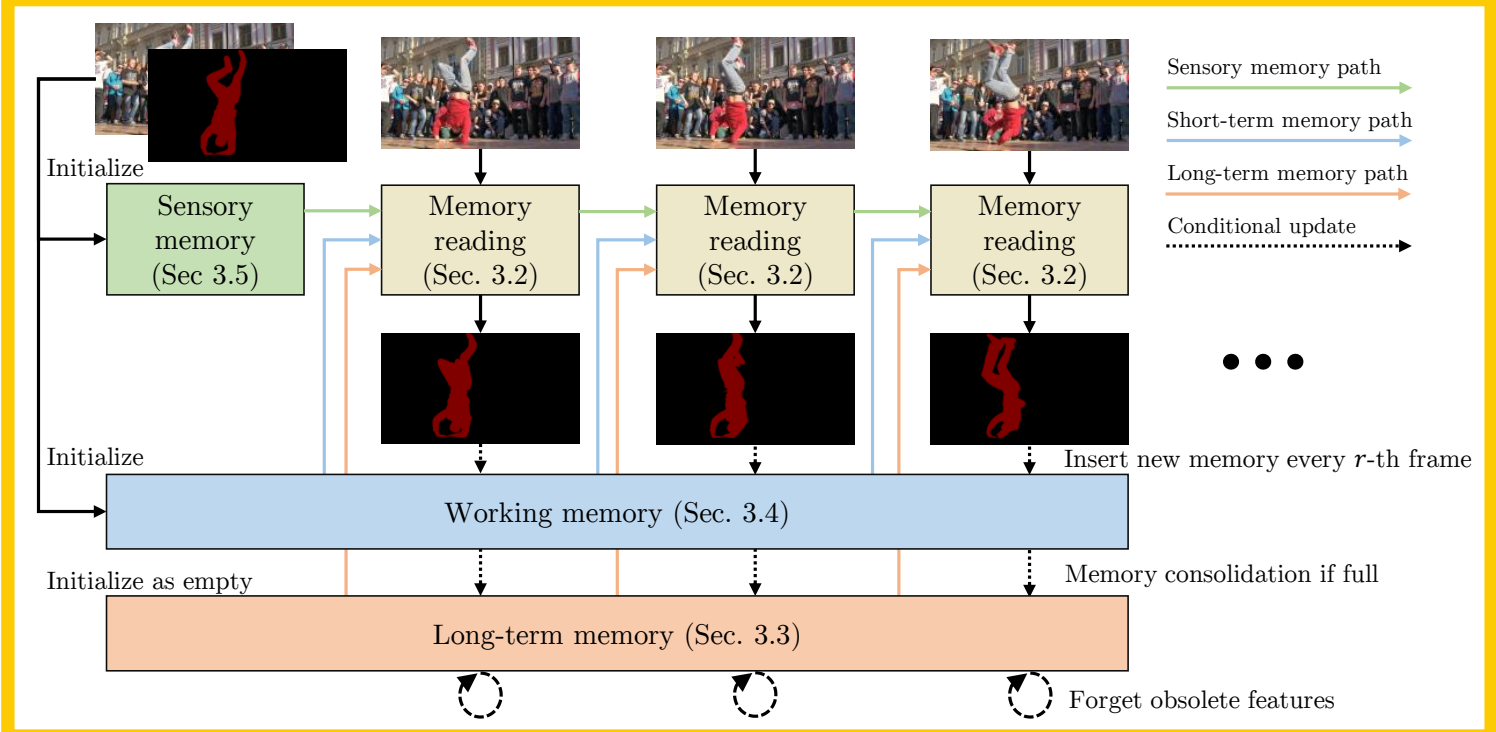 Sensory memory path
Short-term memory path
Long-term memory path
Conditional update
Initialize
Sensory
memory
(Sec 3.5)
Memory
reading
(Sec. 3.2)
Memory
reading
(Sec. 3.2)
Memory
reading
(Sec. 3.2)
Initialize
Insert new memory every r-th frame
Working memory (Sec. 3.4)
Initialize as empty
Memory consolidation if full
Long-term memory (Sec. 3.3)
Forget obsolete features